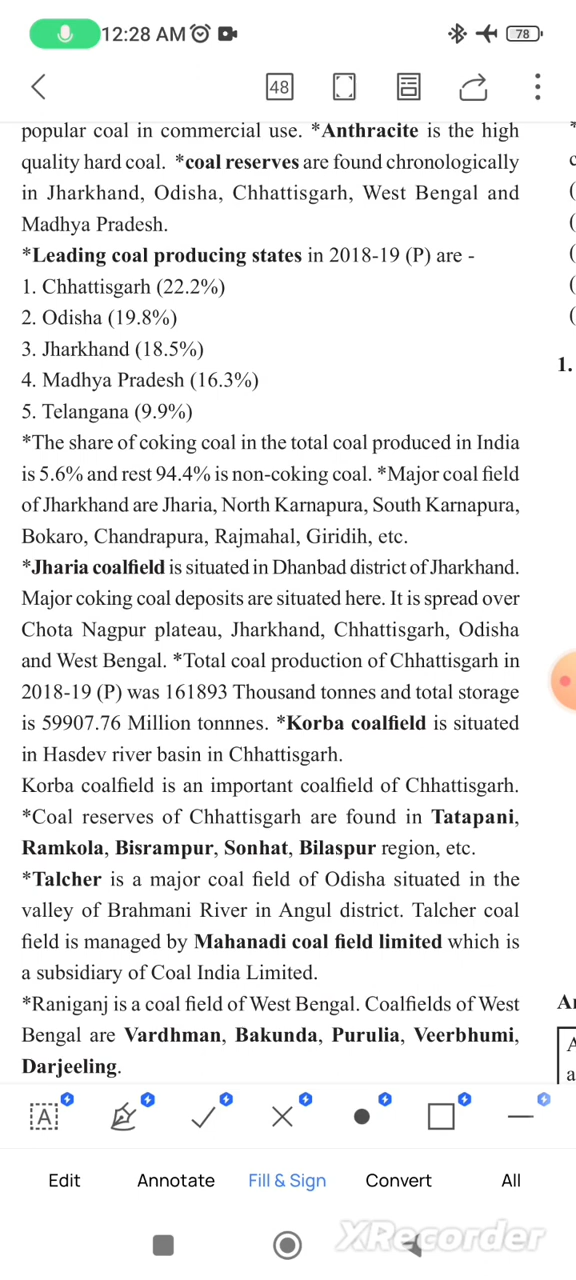 12:28 AM
78
48
popular coal in commercial use. *Anthracite is the high
quality hard coal. *coal reserves are found chronologically
in Jharkhand, Odisha, Chhattisgarh, West Bengal and
Madhya Pradesh.
*Leading coal producing states in 2018-19 (P) are -
1. Chhattisgarh (22.2%)
2. Odisha (19.8%)
3. Jharkhand (18.5%)
4. Madhya Pradesh (16.3%)
5. Telangana (9.9%)
*The share of coking coal in the total coal produced in India
is 5.6% and rest 94.4% is non-coking coal. *Major coal field
of Jharkhand are Jharia, North Karnapura, South Karnapura,
Bokaro, Chandrapura, Rajmahal, Giridih, etc.
*Jharia coalfield is situated in Dhanbad district of Jharkhand.
Major coking coal deposits are situated here. It is spread over
Chota Nagpur plateau, Jharkhand, Chhattisgarh, Odisha
and West Bengal. *Total coal production of Chhattisgarh in
2018-19 (P) was 161893 Thousand tonnes and total storage
is 59907.76 Million tonnnes. *Korba coalfield is situated
in Hasdev river basin in Chhattisgarh.
Korba coalfield is an important coalfield of Chhattisgarh.
*Coal reserves of Chhattisgarh are found in Tatapani,
Ramkola, Bisrampur, Sonhat, Bilaspur region, etc.
*Talcher is a major coal field of Odisha situated in the
valley of Brahmani River in Angul district. Talcher coal
field is managed by Mahanadi coal field limited which is
a subsidiary of Coal India Limited.
*Raniganj is a coal field of West Bengal. Coalfields of West
Bengal are Vardhman, Bakunda, Purulia, Veerbhumi,
Darjeeling.
*
(
(
(
(
1.
A
Edit Annotate Fill & Sign Convert All
XRecorder